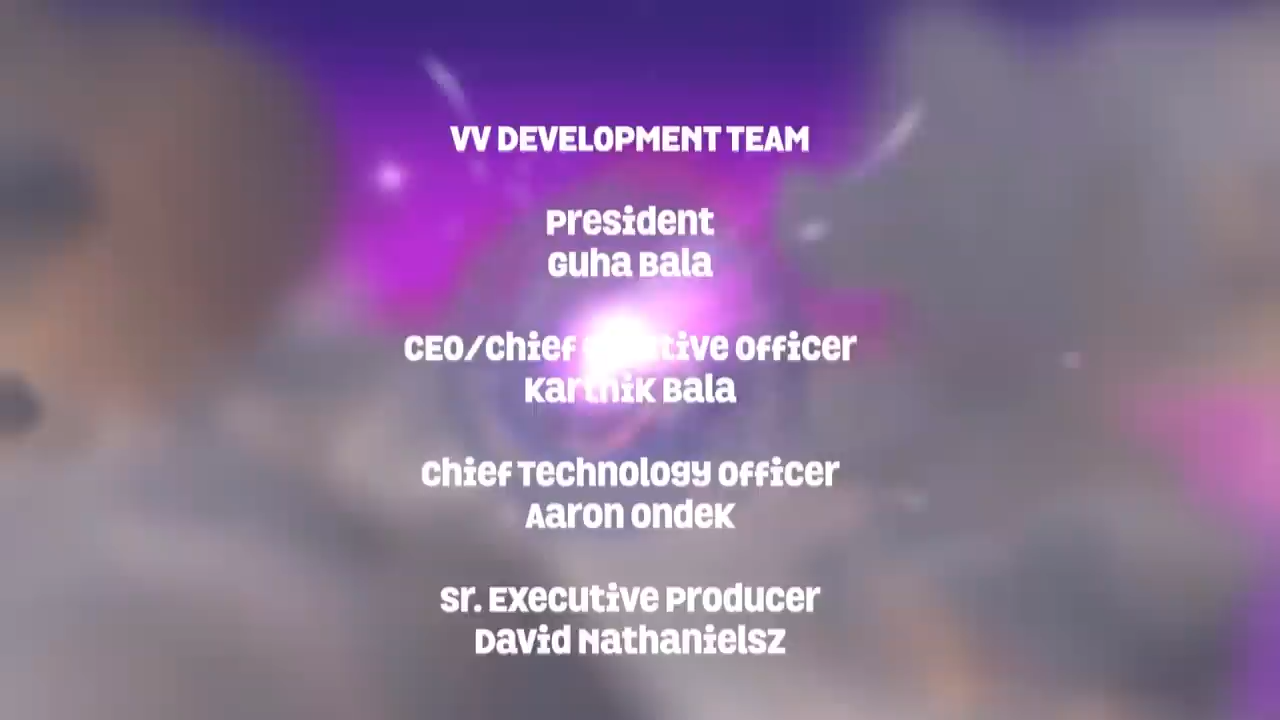 VV DEVELOPMENT TEAM
President
Guha Bala
CEO/Chief Executive Officer
Karthik Bala
Chief Technology Officer
Aaron Ondek
Sr. Executive Producer
David Nathanielsz